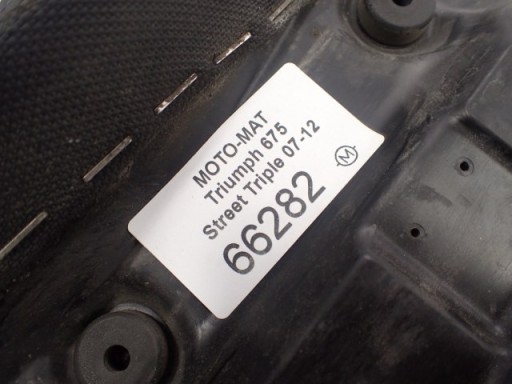 MOTO-MAT
Triumph 675
Street Triple 07-12
66282
M